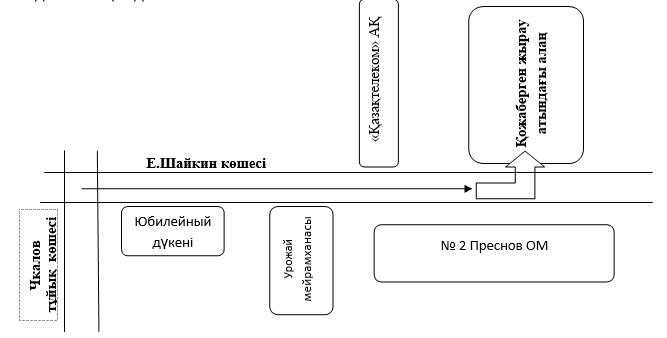 «Қазақтелеком» АҚ
Қожаберген жырау
атындағы алаң
Е.Шайкин көшесі
Чкалов
тұйық көшесі
Юбилейный
дүкені
Урожай
мейрамханасы
№ 2 Преснов ОМ